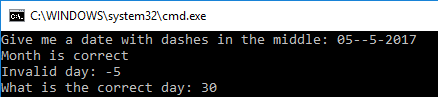 C:\WINDOWS\system32\cmd.exe
Give me a date with dashes in the middle: 05--5-2017
Month is correct
Invalid day: -5
What is the correct day: 30